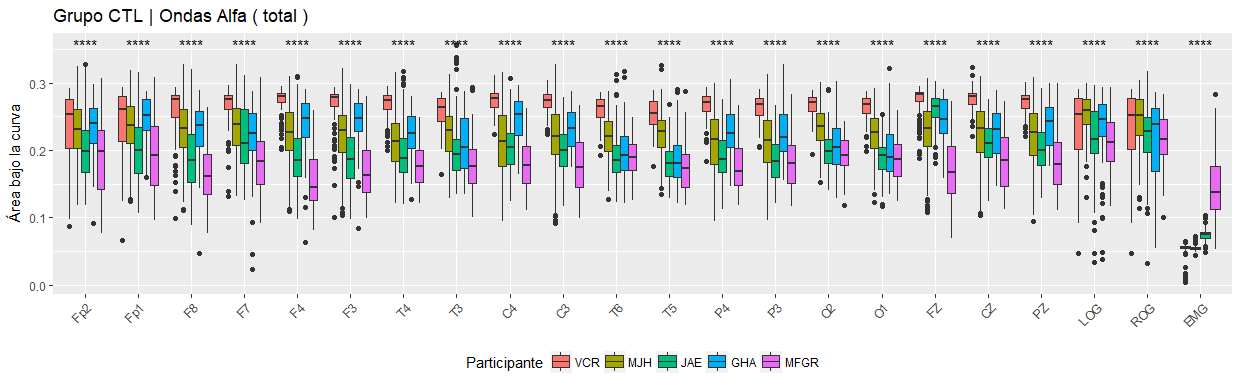 Grupo CTL | Ondas Alfa ( total )
**** **** **** **** **** **** **** **** **** **** **** **** **** **** **** **** **** **** **** **** **** ****
Área bajo la curva
0.3
0.2
0.1
0.0
Fp2 Fp1 F8 F7 F4 F3 T4 T3 C4 C3 T6 T5 P4 P3 O2 O1 FZ CZ PZ LOG ROG EMG
Participante VCR MJH JAE GHA MFGR